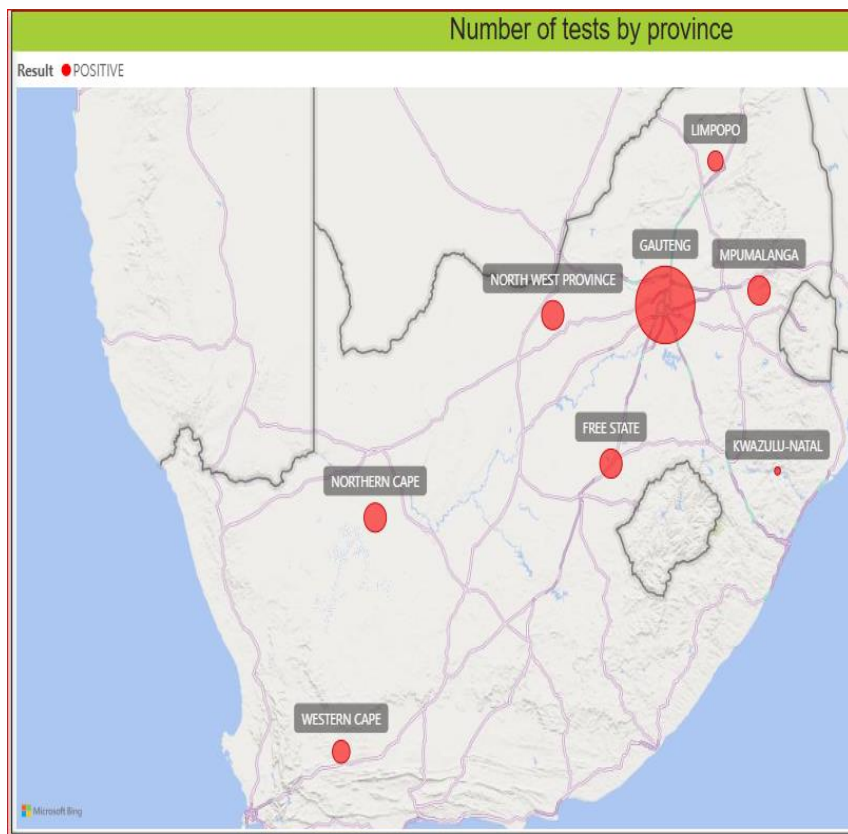 Number of tests by province
Result POSITIVE
LIMPOPO
GAUTENG
MPUMALANGA
NORTH WEST PROVINCE
FREE STATE
KWAZULU-NATAL
NORTHERN CAPE
WESTERN CAPE
Microsoft Bing